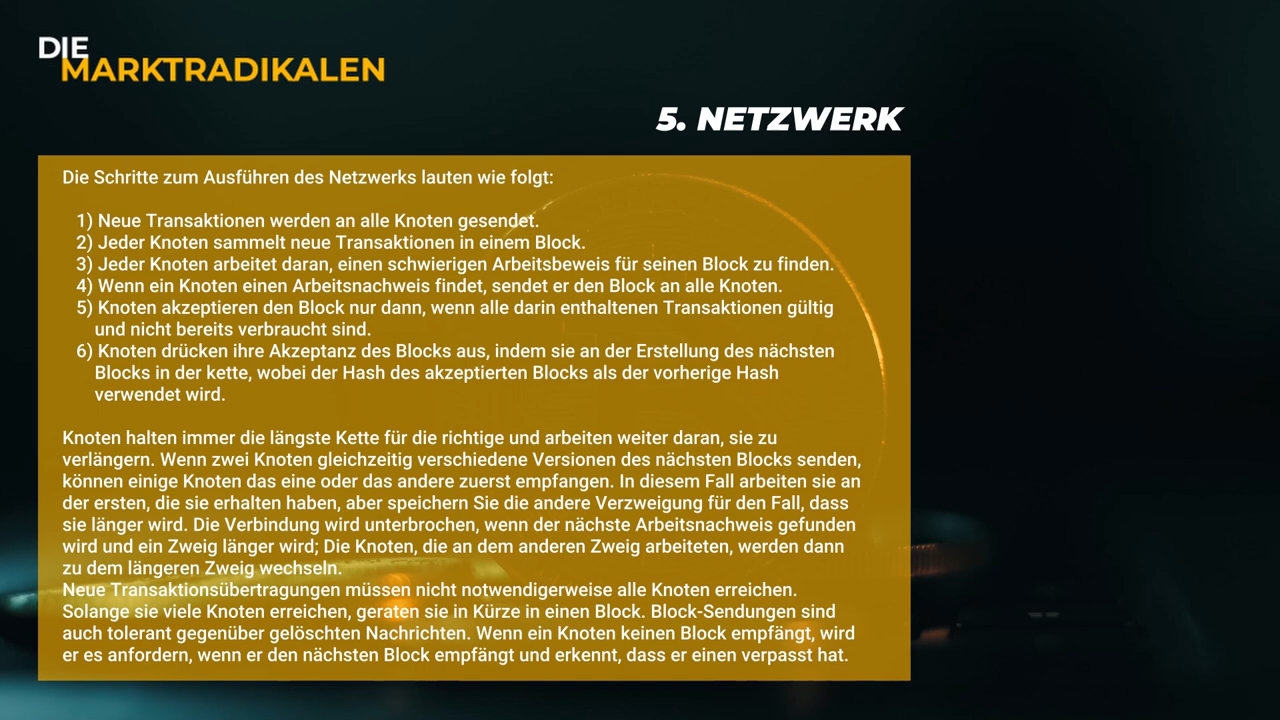 DIE
MARKTRADIKALEN
5. NETZWERK
Die Schritte zum Ausführen des Netzwerks lauten wie folgt:
1) Neue Transaktionen werden an alle Knoten gesendet.
2) Jeder Knoten sammelt neue Transaktionen in einem Block.
3) Jeder Knoten arbeitet daran, einen schwierigen Arbeitsbeweis für seinen Block zu finden.
4) Wenn ein Knoten einen Arbeitsnachweis findet, sendet er den Block an alle Knoten.
5) Knoten akzeptieren den Block nur dann, wenn alle darin enthaltenen Transaktionen gültig
und nicht bereits verbraucht sind.
6) Knoten drücken ihre Akzeptanz des Blocks aus, indem sie an der Erstellung des nächsten
Blocks in der kette, wobei der Hash des akzeptierten Blocks als der vorherige Hash
verwendet wird.
Knoten halten immer die längste Kette für die richtige und arbeiten weiter daran, sie zu
verlängern. Wenn zwei Knoten gleichzeitig verschiedene Versionen des nächsten Blocks senden,
können einige Knoten das eine oder das andere zuerst empfangen. In diesem Fall arbeiten sie an
der ersten, die sie erhalten haben, aber speichern Sie die andere Verzweigung für den Fall, dass
sie länger wird. Die Verbindung wird unterbrochen, wenn der nächste Arbeitsnachweis gefunden
wird und ein Zweig länger wird; Die Knoten, die an dem anderen Zweig arbeiteten, werden dann
zu dem längeren Zweig wechseln.
Neue Transaktionsübertragungen müssen nicht notwendigerweise alle Knoten erreichen.
Solange sie viele Knoten erreichen, geraten sie in Kürze in einen Block. Block-Sendungen sind
auch tolerant gegenüber gelöschten Nachrichten. Wenn ein Knoten keinen Block empfängt, wird
er es anfordern, wenn er den nächsten Block empfängt und erkennt, dass er einen verpasst hat.